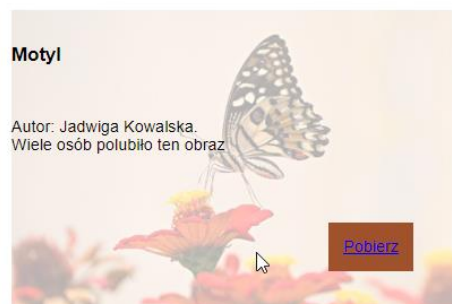 Motyl
Autor: Jadwiga Kowalska.
Wiele osób polubiło ten obraz
Pobierz